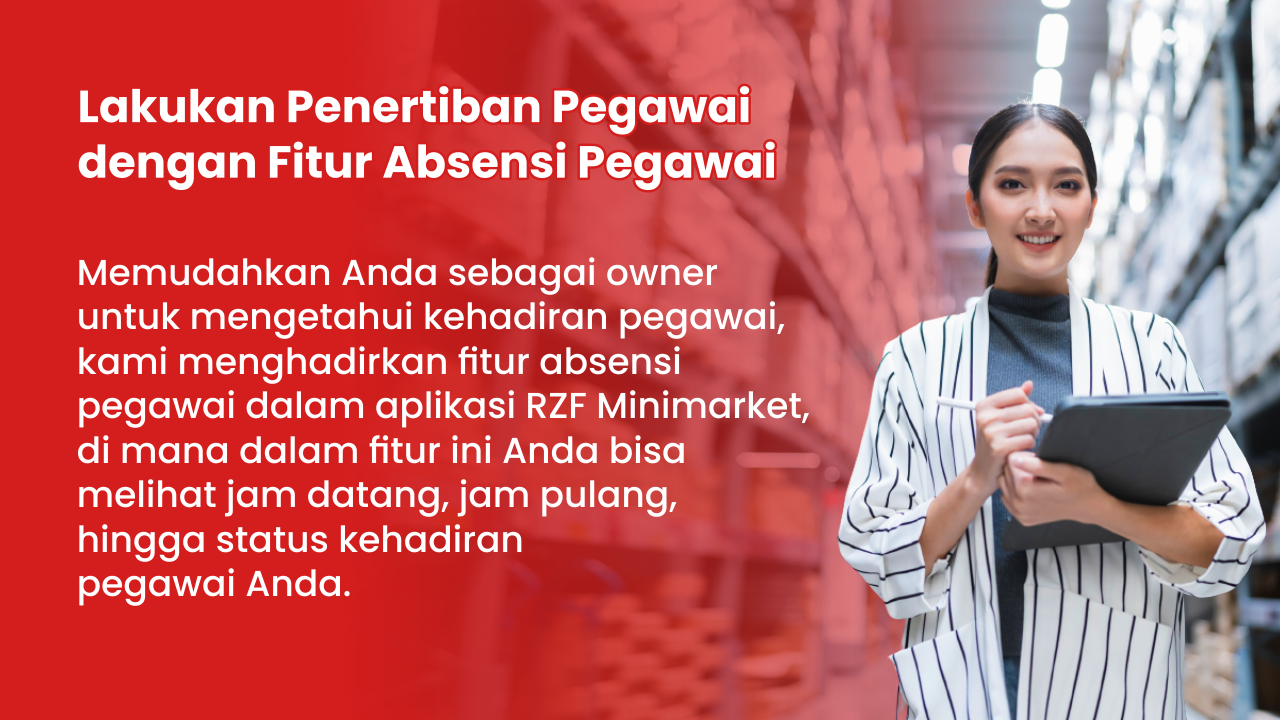 Lakukan Penertiban Pegawai
dengan Fitur Absensi Pegawai
Memudahkan Anda sebagai owner
untuk mengetahui kehadiran pegawai,
kami menghadirkan fitur absensi
pegawai dalam aplikasi RZF Minimarket,
di mana dalam fitur ini Anda bisa
melihat jam datang, jam pulang,
hingga status kehadiran
pegawai Anda.